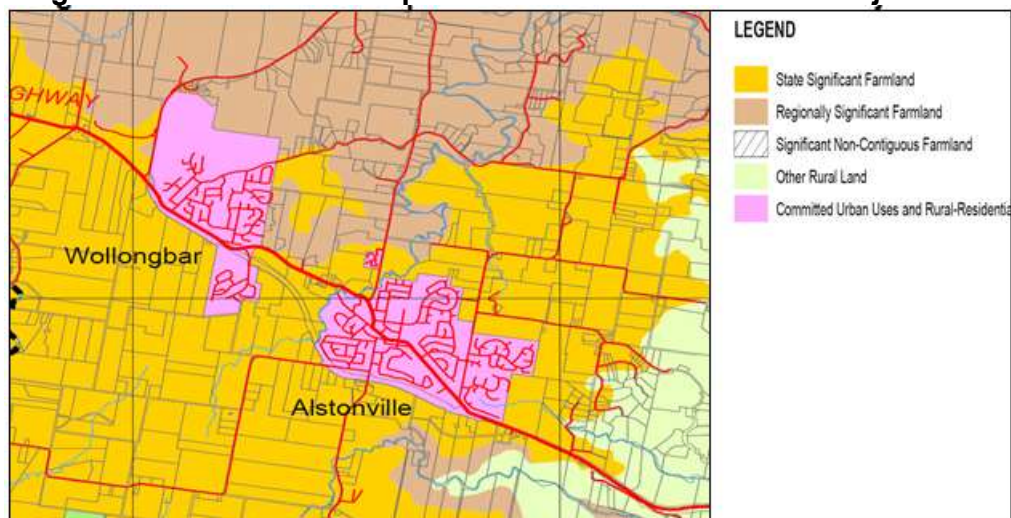 LEGEND
State Significant Farmland
Regionally Significant Farmland
Significant Non-Contiguous Farmland
Other Rural Land
Committed Urban Uses and Rural-Residentia
GHWAY
Wollongbar
Alstonville